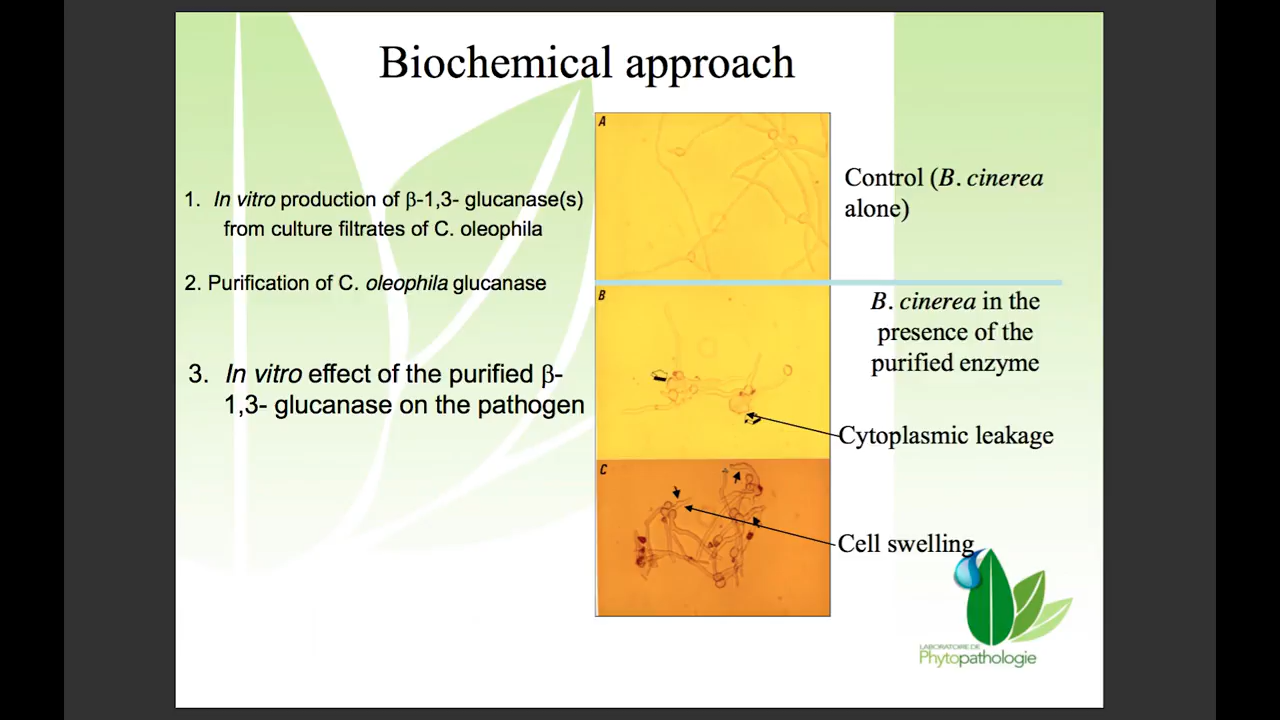 Biochemical approach
1. In vitro production of β-1,3- glucanase(s)
from culture filtrates of C. oleophila
2. Purification of C. oleophila glucanase
3. In vitro effect of the purified β-
1,3- glucanase on the pathogen
A
Control (B. cinerea
alone)
B
B. cinerea in the
presence of the
purified enzyme
Cytoplasmic leakage
C
Cell swelling
LABORATOIRE DE
Phytopathologie